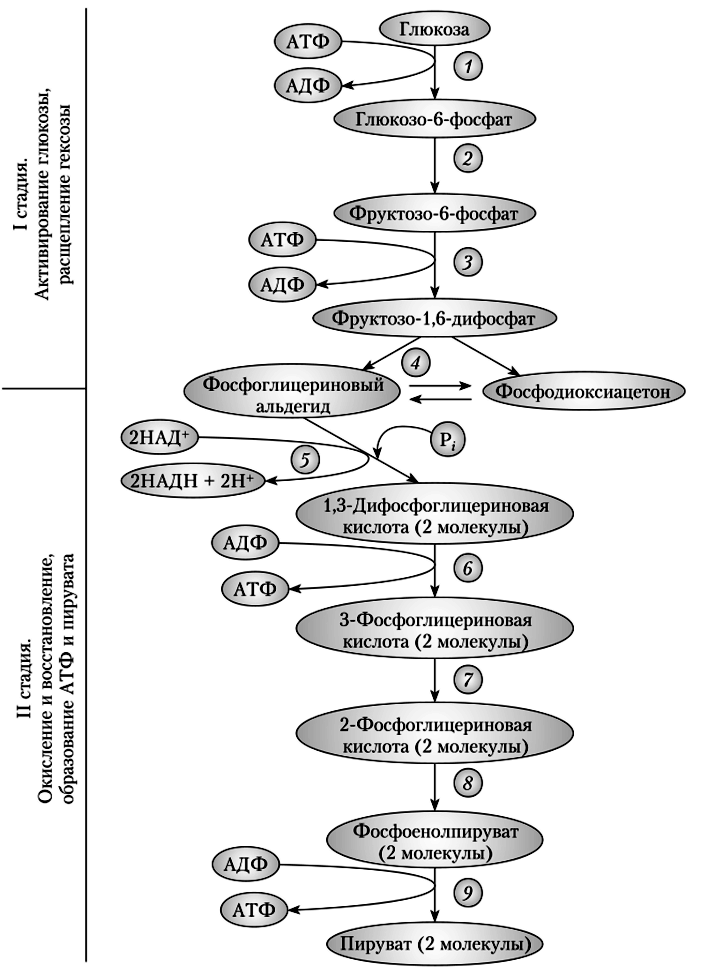 I стадия.
Активирование глюкозы,
расщепление гексозы
Глюкоза
АТФ
1
АДФ
Глюкозо-6-фосфат
2
Фруктозо-6-фосфат
АТФ
3
АДФ
Фруктозо-1,6-дифосфат
4
Фосфоглицериновый
альдегид
Фосфодиоксиацетон
II стадия.
Окисление и восстановление,
образование АТФ и пирувата
2НАД⁺
Pi
5
2НАДН + 2Н⁺
1,3-Дифосфоглицериновая
кислота (2 молекулы)
АДФ
6
АТФ
3-Фосфоглицериновая
кислота (2 молекулы)
7
2-Фосфоглицериновая
кислота (2 молекулы)
8
Фосфоенолпируват
(2 молекулы)
АДФ
9
АТФ
Пируват (2 молекулы)